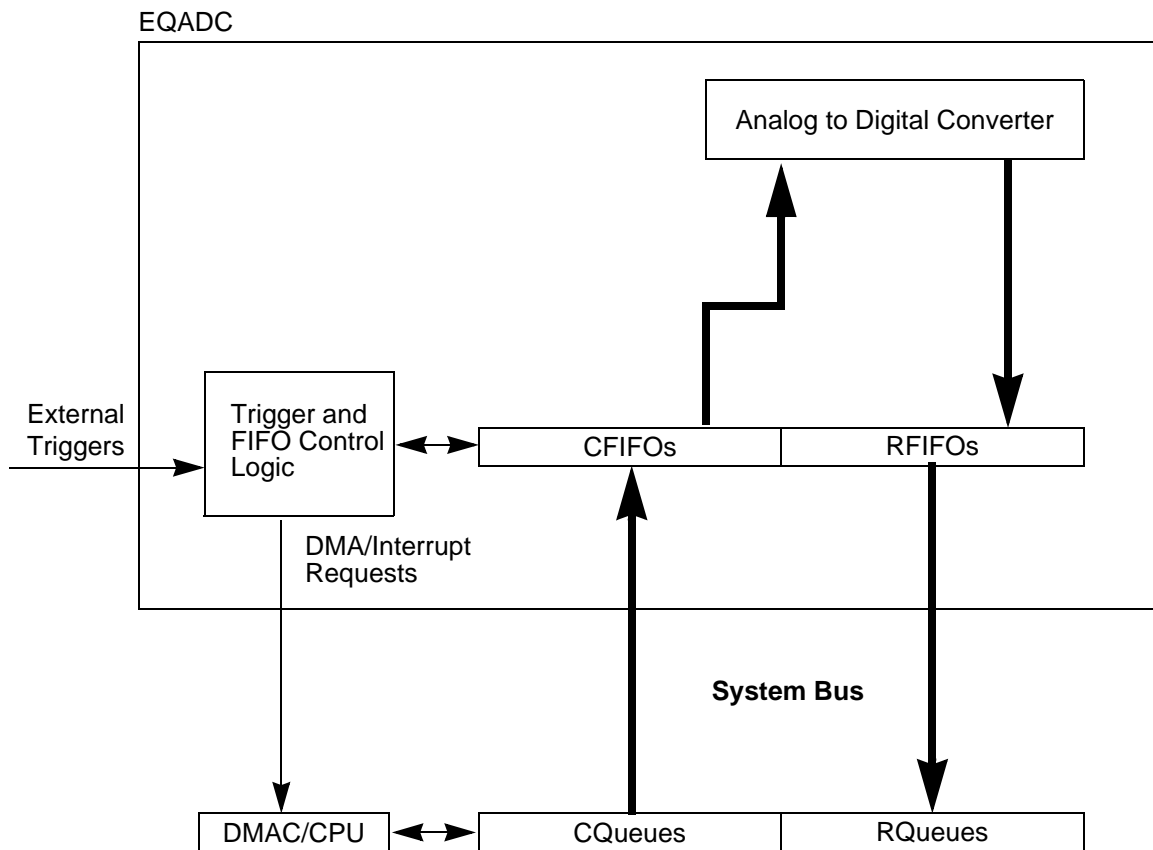 EQADC
Analog to Digital Converter
External
Triggers
Trigger and
FIFO Control
Logic
CFIFOs
RFIFOs
DMA/Interrupt
Requests
System Bus
DMAC/CPU
CQueues
RQueues